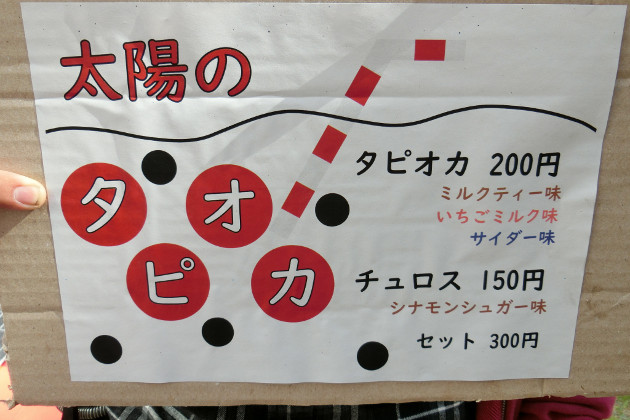 太陽の
タピオカ
タピオカ 200円
ミルクティー味
いちごミルク味
サイダー味
チュロス 150円
シナモンシュガー味
セット 300円